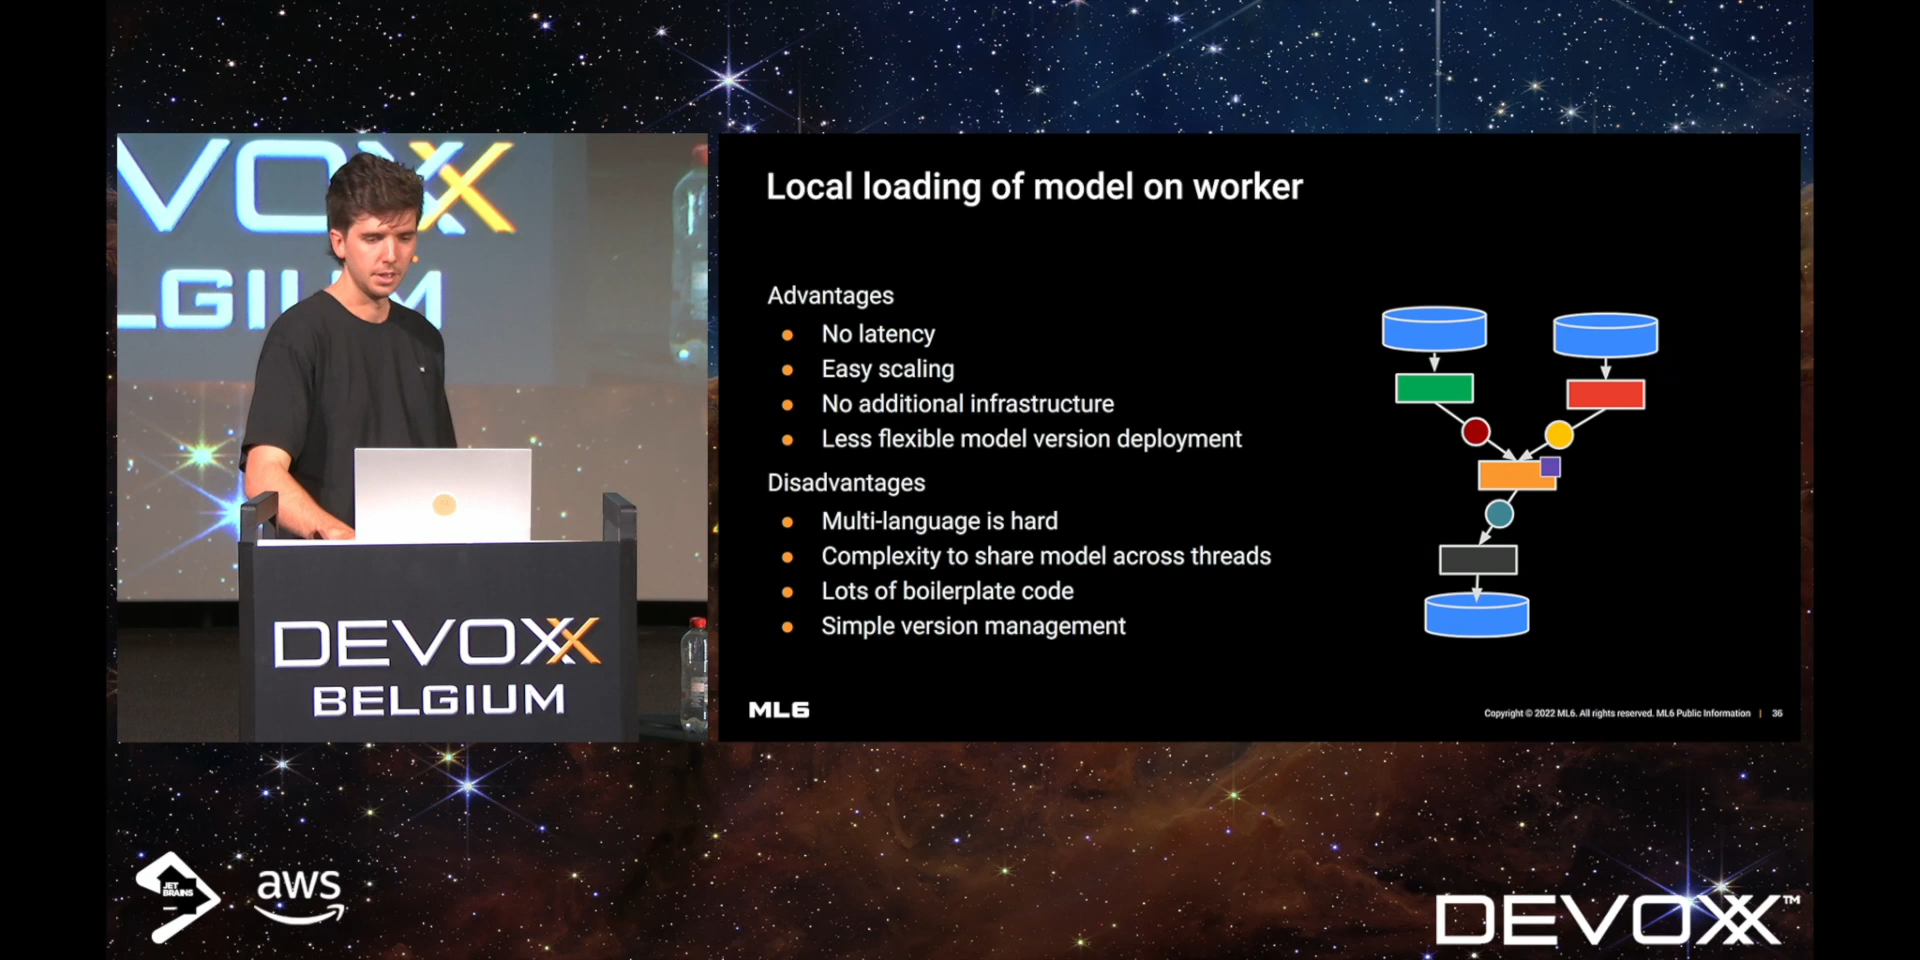 VOXX
LGIUM
DEVOXX
BELGIUM
Local loading of model on worker
Advantages
● No latency
● Easy scaling
● No additional infrastructure
● Less flexible model version deployment
Disadvantages
● Multi-language is hard
● Complexity to share model across threads
● Lots of boilerplate code
● Simple version management
ML6
Copyright © 2022 ML6. All rights reserved. ML6 Public Information | 36
JET
BRAINS
aws
DEVOXX™